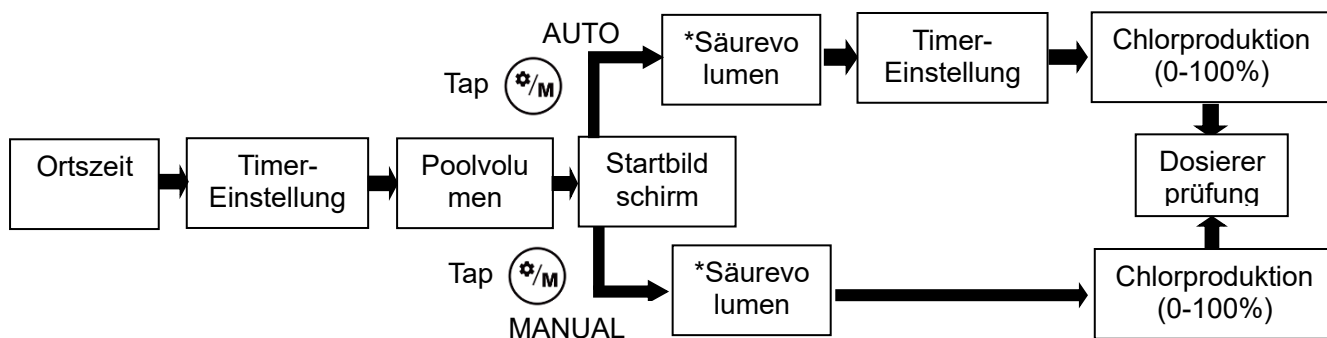 AUTO
Tap
⚙/M
*Säurevo
lumen
Timer-
Einstellung
Chlorproduktion
(0-100%)
Ortszeit
Timer-
Einstellung
Poolvolu
men
Startbild
schirm
Dosierer
prüfung
Tap
⚙/M
MANUAL
*Säurevo
lumen
Chlorproduktion
(0-100%)